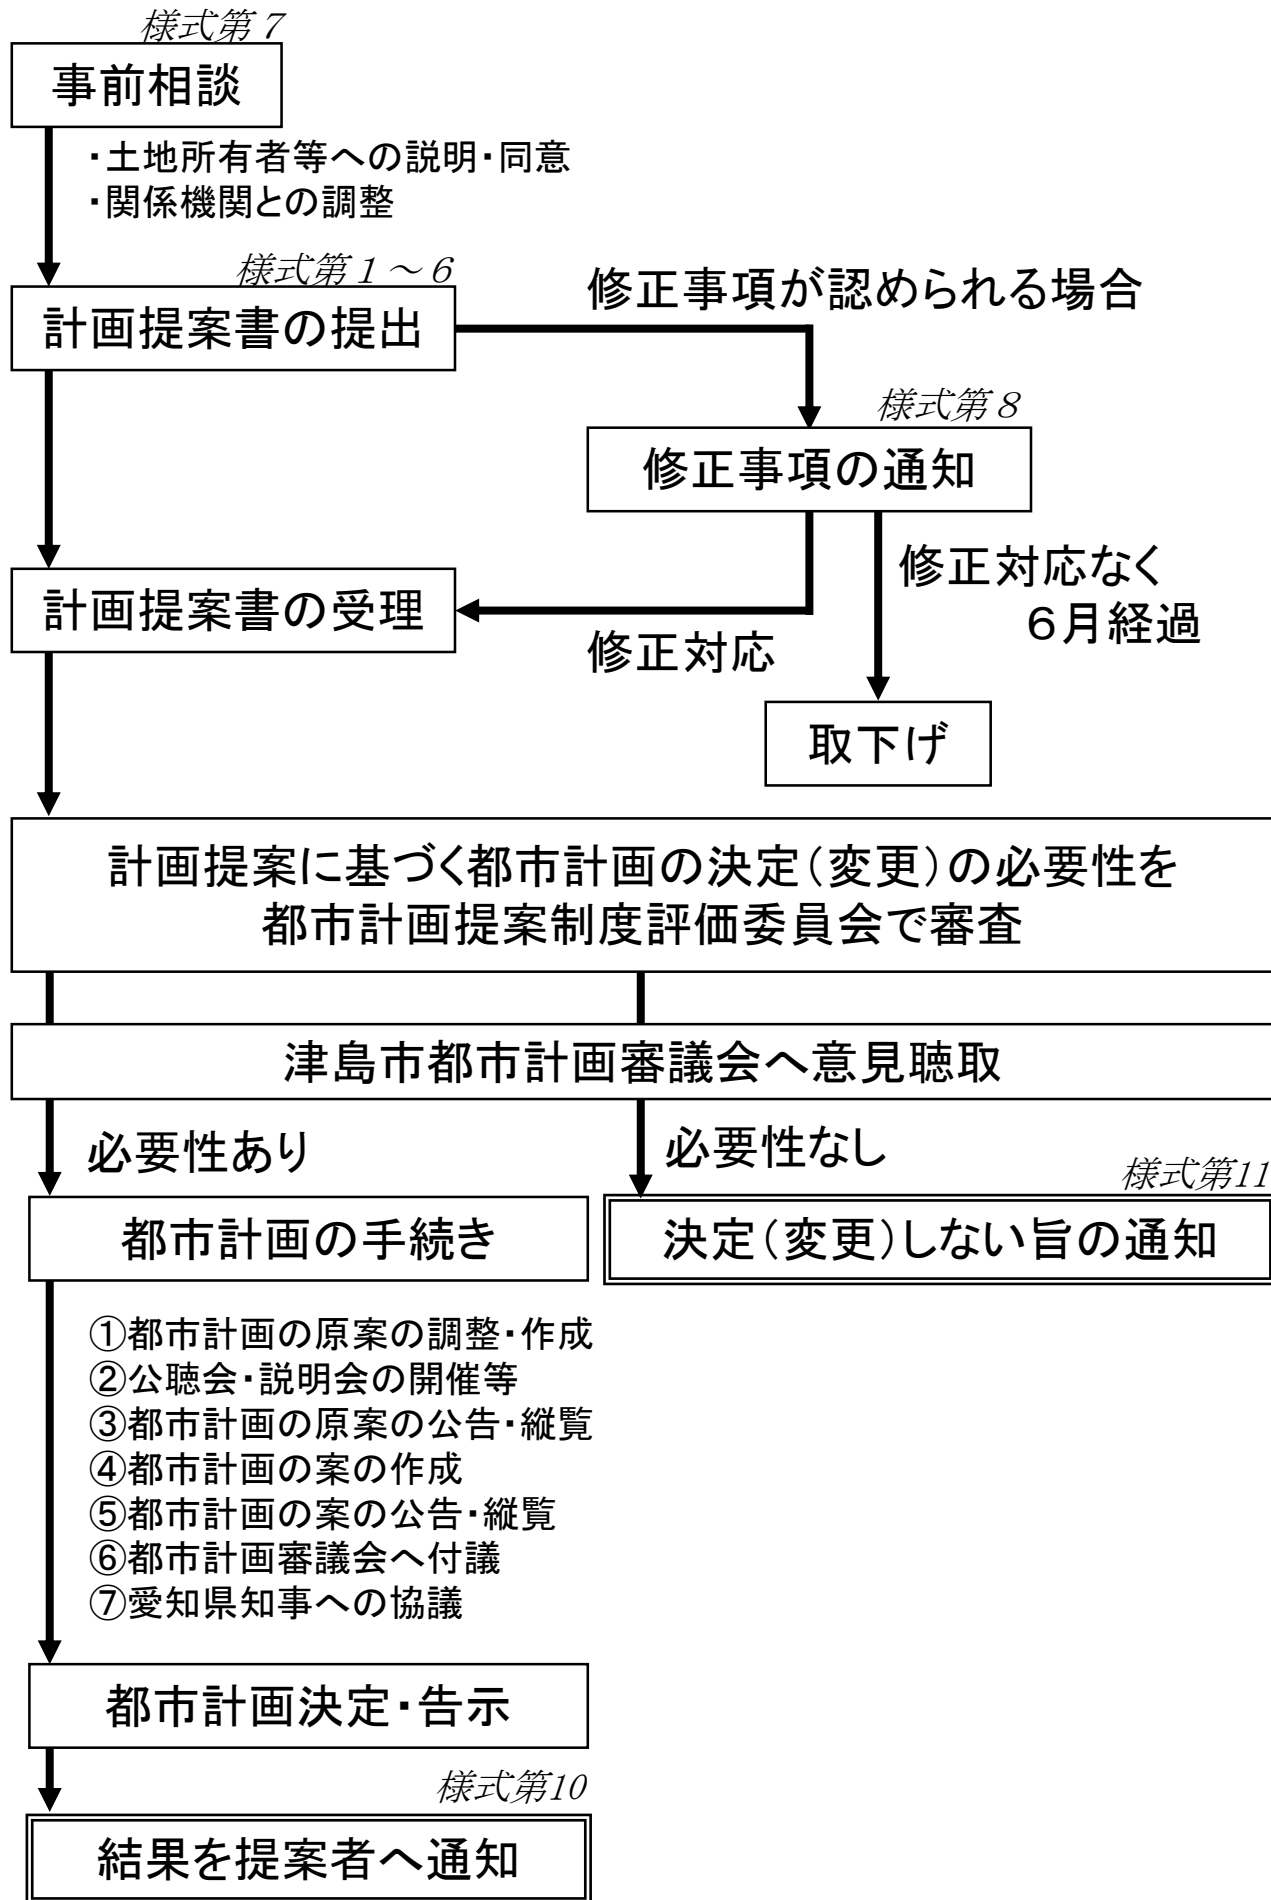 様式第７
事前相談
・土地所有者等への説明・同意
・関係機関との調整
様式第１～６
計画提案書の提出
修正事項が認められる場合
様式第８
修正事項の通知
修正対応なく
６月経過
計画提案書の受理
修正対応
取下げ
計画提案に基づく都市計画の決定（変更）の必要性を
都市計画提案制度評価委員会で審査
津島市都市計画審議会へ意見聴取
必要性あり
必要性なし
様式第11
都市計画の手続き
決定（変更）しない旨の通知
①都市計画の原案の調整・作成
②公聴会・説明会の開催等
③都市計画の原案の公告・縦覧
④都市計画の案の作成
⑤都市計画の案の公告・縦覧
⑥都市計画審議会へ付議
⑦愛知県知事への協議
都市計画決定・告示
様式第10
結果を提案者へ通知